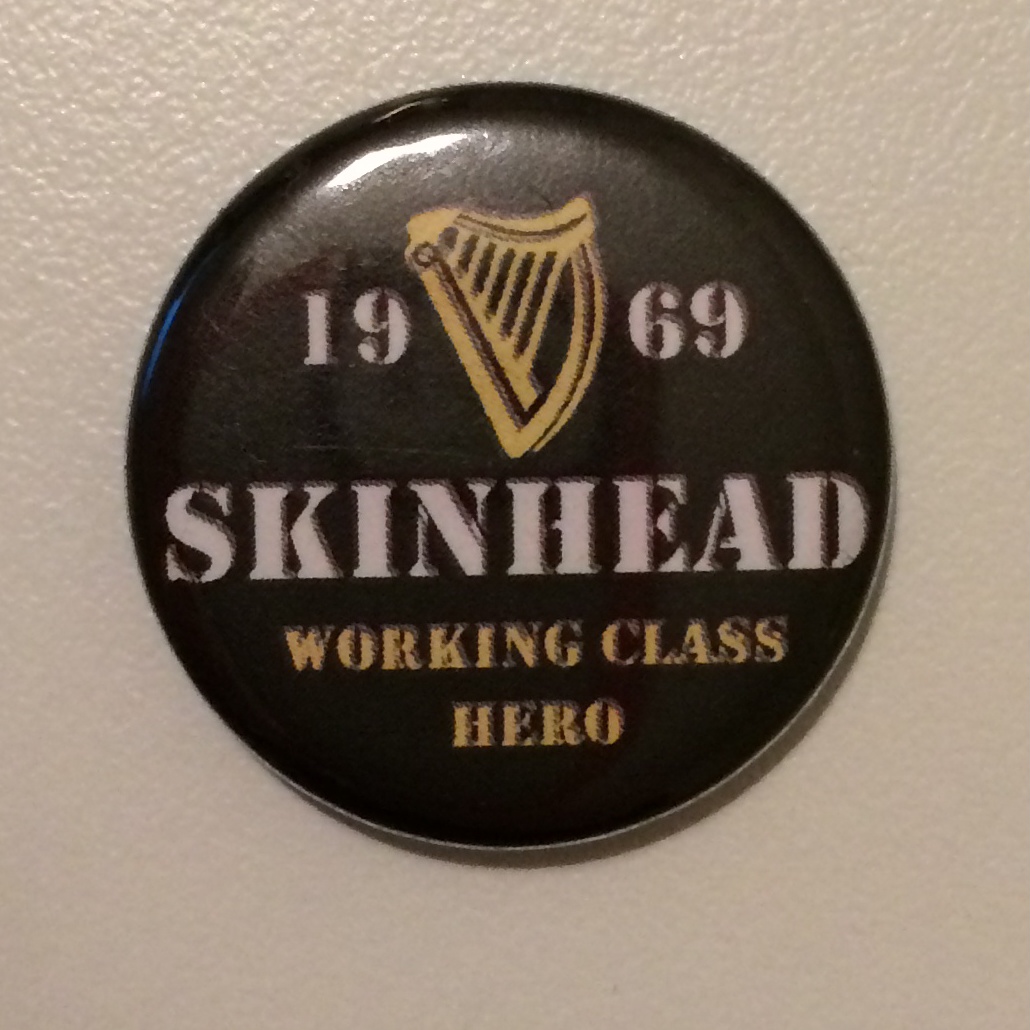 19 69
SKINHEAD
WORKING CLASS
HERO